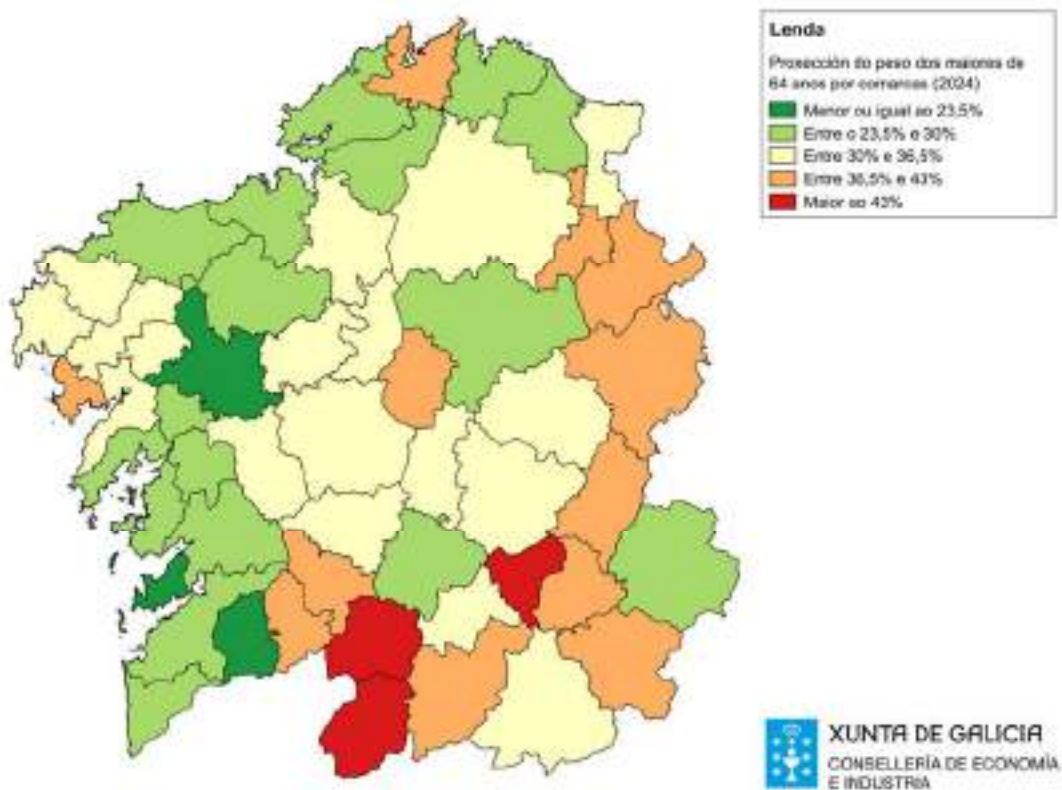 Lenda
Proxección do peso dos maiores de
64 anos por comarcas (2024)
Menor ou igual ao 23,5%
Entre o 23,5% e 30%
Entre 30% e 36,5%
Entre 36,5% e 43%
Maior ao 43%
XUNTA DE GALICIA
CONSELLERÍA DE ECONOMÍA
E INDUSTRIA